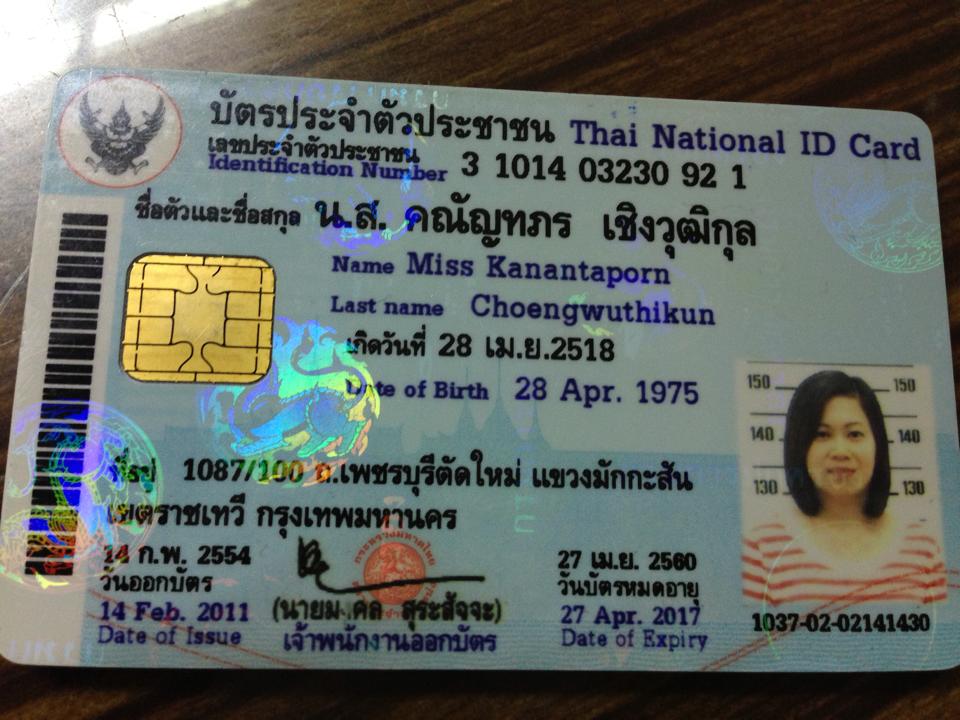 บัตรประจำตัวประชาชน Thai National ID Card
เลขประจำตัวประชาชน
Identification Number 3 1014 03230 92 1
ชื่อตัวและชื่อสกุล น.ส. คณัญทภร เชิงวุฒิกุล
Name Miss Kanantaporn
Last name Choengwuthikun
เกิดวันที่ 28 เม.ย.2518
Date of Birth 28 Apr. 1975
150 150
140 140
130 130
ที่อยู่ 1087/100 ถ.เพชรบุรีตัดใหม่ แขวงมักกะสัน
เขตราชเทวี กรุงเทพมหานคร
14 ก.พ. 2554
วันออกบัตร
14 Feb. 2011
Date of Issue
(นายมงคล สุระสัจจะ)
เจ้าพนักงานออกบัตร
27 เม.ย. 2560
วันบัตรหมดอายุ
27 Apr. 2017
Date of Expiry
1037-02-02141430